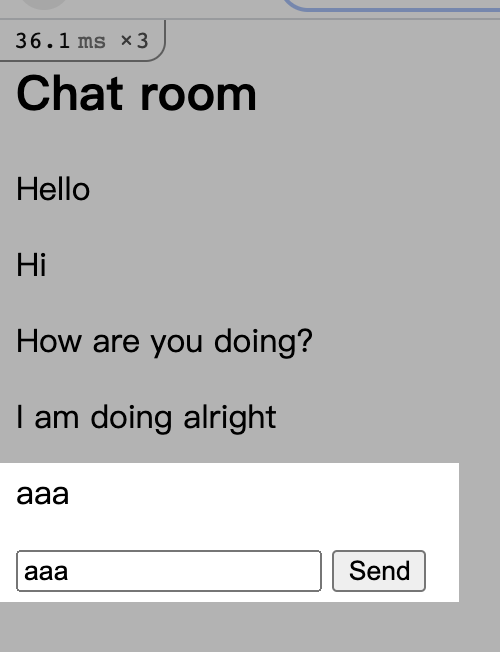 36.1 ms ×3
Chat room
Hello
Hi
How are you doing?
I am doing alright
aaa
aaa Send